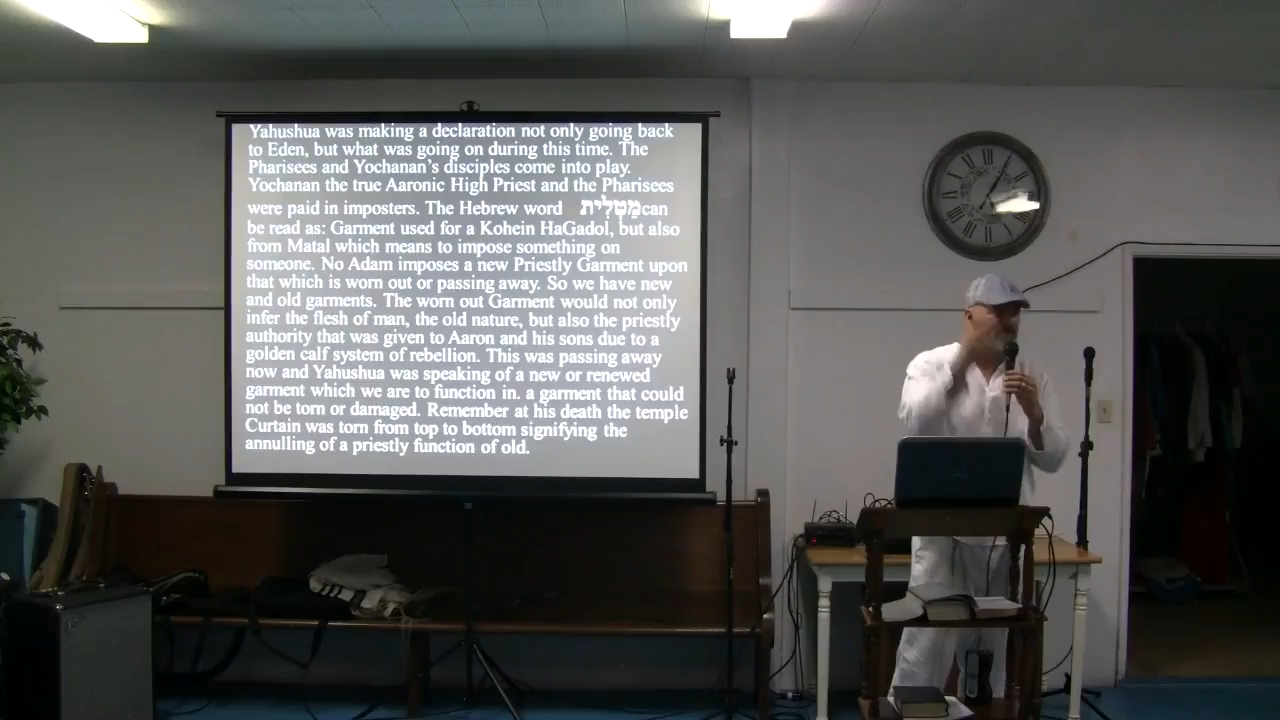 Yahushua was making a declaration not only going back
to Eden, but what was going on during this time. The
Pharisees and Yochanan's disciples come into play.
Yochanan the true Aaronic High Priest and the Pharisees
were paid in imposters. The Hebrew word מַטְלִית can
be read as: Garment used for a Kohein HaGadol, but also
from Matal which means to impose something on
someone. No Adam imposes a new Priestly Garment upon
that which is worn out or passing away. So we have new
and old garments. The worn out Garment would not only
infer the flesh of man, the old nature, but also the priestly
authority that was given to Aaron and his sons due to a
golden calf system of rebellion. This was passing away
now and Yahushua was speaking of a new or renewed
garment which we are to function in. a garment that could
not be torn or damaged. Remember at his death the temple
Curtain was torn from top to bottom signifying the
annulling of a priestly function of old.